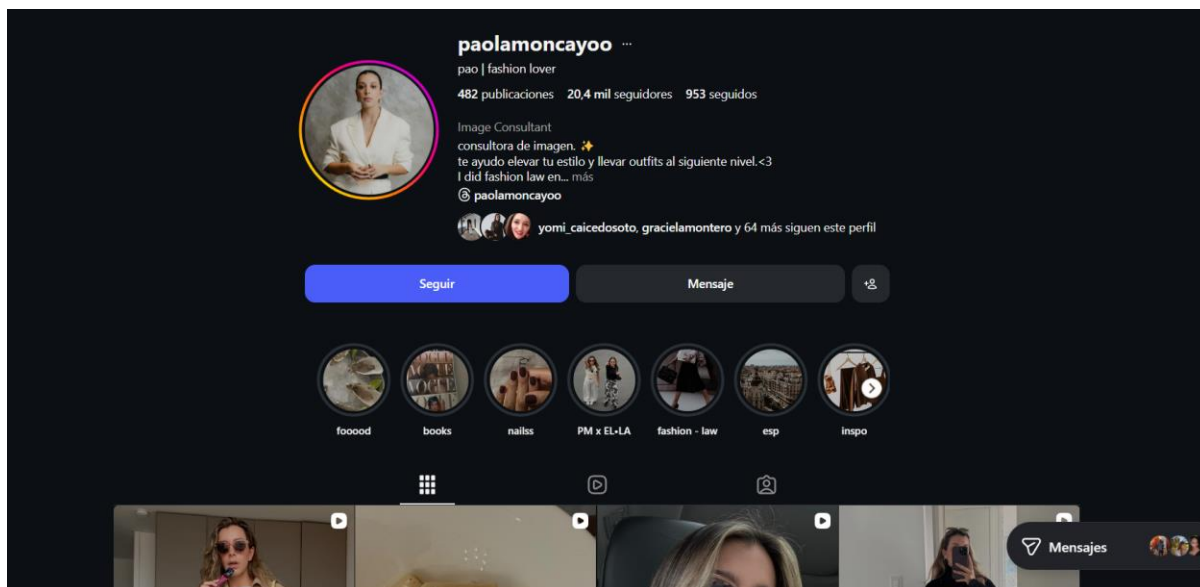 paolamoncayoo ...
pao | fashion lover
482 publicaciones 20,4 mil seguidores 953 seguidos
Image Consultant
consultora de imagen. ✨
te ayudo elevar tu estilo y llevar outfits al siguiente nivel.<3
I did fashion law en... más
paolamoncayoo
yomi_caicedosoto, gracielamontero y 64 más siguen este perfil
Seguir Mensaje
VOGUE
VOGUE
fooood books nailss PM x EL•LA fashion - law esp inspo
Mensajes